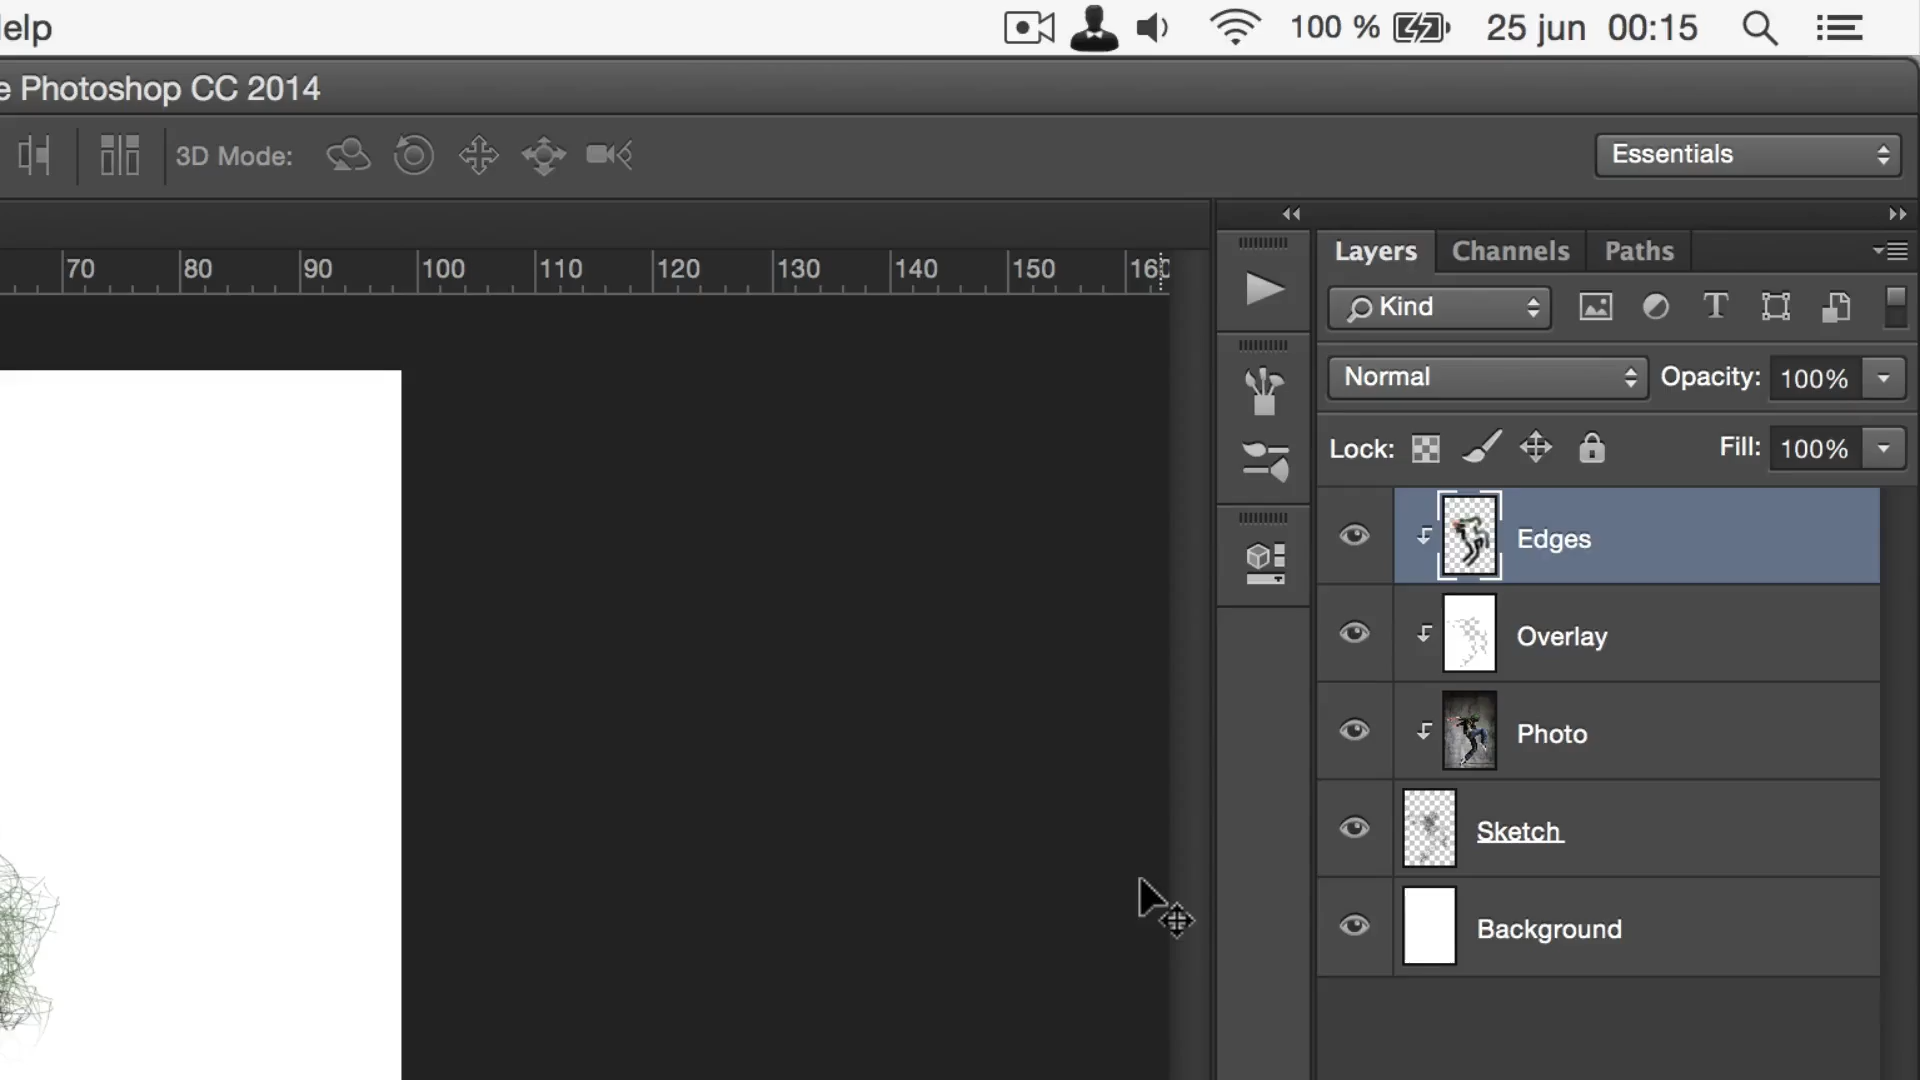 elp 100 % 25 jun 00:15
e Photoshop CC 2014
3D Mode: Essentials
70 80 90 100 110 120 130 140 150 160
Layers Channels Paths
Kind T
Normal Opacity: 100%
Lock: Fill: 100%
Edges
Overlay
Photo
Sketch
Background